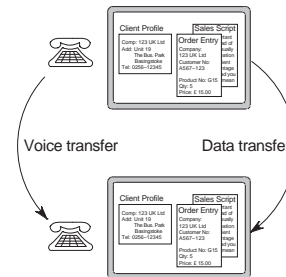 Client Profile
Comp: 123 UK Ltd
Add: Unit 19
The Bus. Park
Basingstoke
Tel: 0256–12345
Sales Script
Order Entry
Company:
123 UK Ltd
Customer No:
A567–123
Product No: G15
Qty: 5
Price: £ 15.00
Voice transfer
Data transfe
Client Profile
Comp: 123 UK Ltd
Add: Unit 19
The Bus. Park
Basingstoke
Tel: 0256–12345
Sales Script
Order Entry
Company:
123 UK Ltd
Customer No:
A567–123
Product No: G15
Qty: 5
Price: £ 15.00